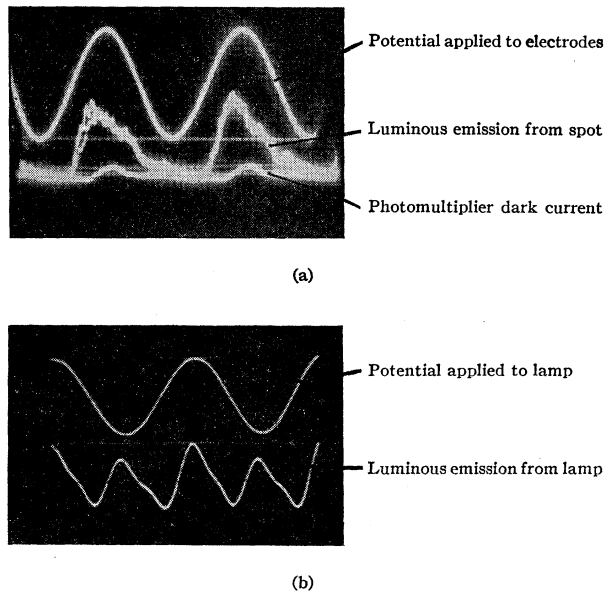 Potential applied to electrodes
Luminous emission from spot
Photomultiplier dark current
(a)
Potential applied to lamp
Luminous emission from lamp
(b)